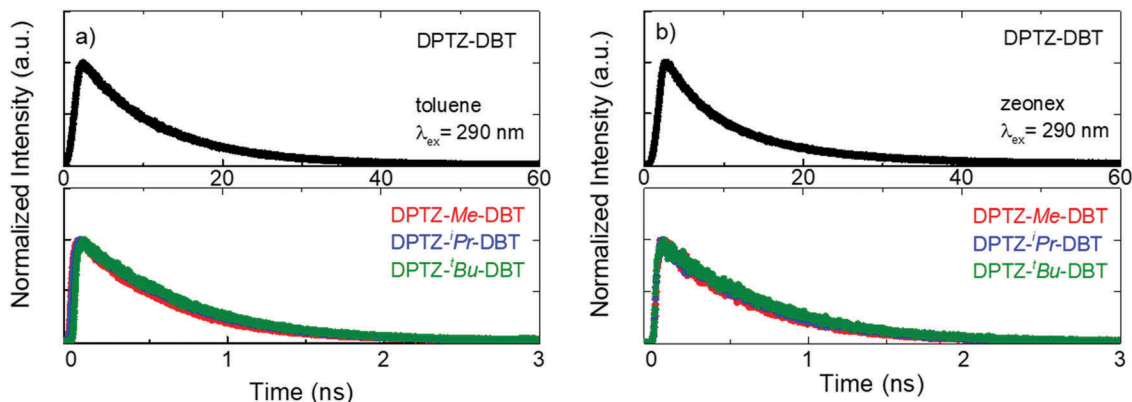 a)
DPTZ-DBT
toluene
λex = 290 nm
0 20 40 60
DPTZ-Me-DBT
DPTZ-iPr-DBT
DPTZ-tBu-DBT
0 1 2 3
Time (ns)
Normalized Intensity (a.u.)
b)
DPTZ-DBT
zeonex
λex = 290 nm
0 20 40 60
DPTZ-Me-DBT
DPTZ-iPr-DBT
DPTZ-tBu-DBT
0 1 2 3
Time (ns)
Normalized Intensity (a.u.)